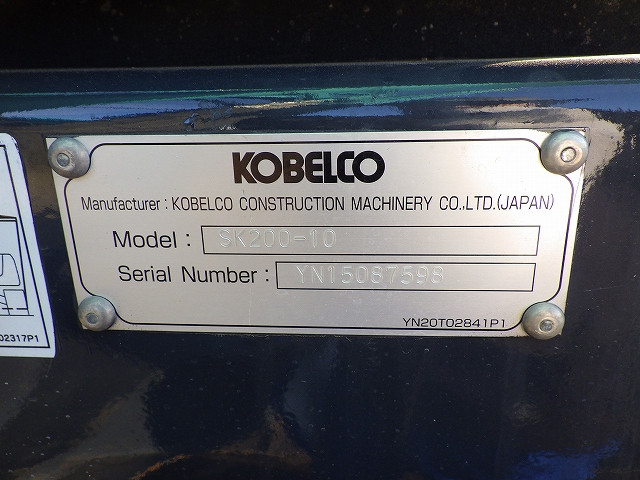 KOBELCO
Manufacturer : KOBELCO CONSTRUCTION MACHINERY CO.,LTD.(JAPAN)
Model : SK200-10
Serial Number : YN15087598
YN20T02841P1
02317P1